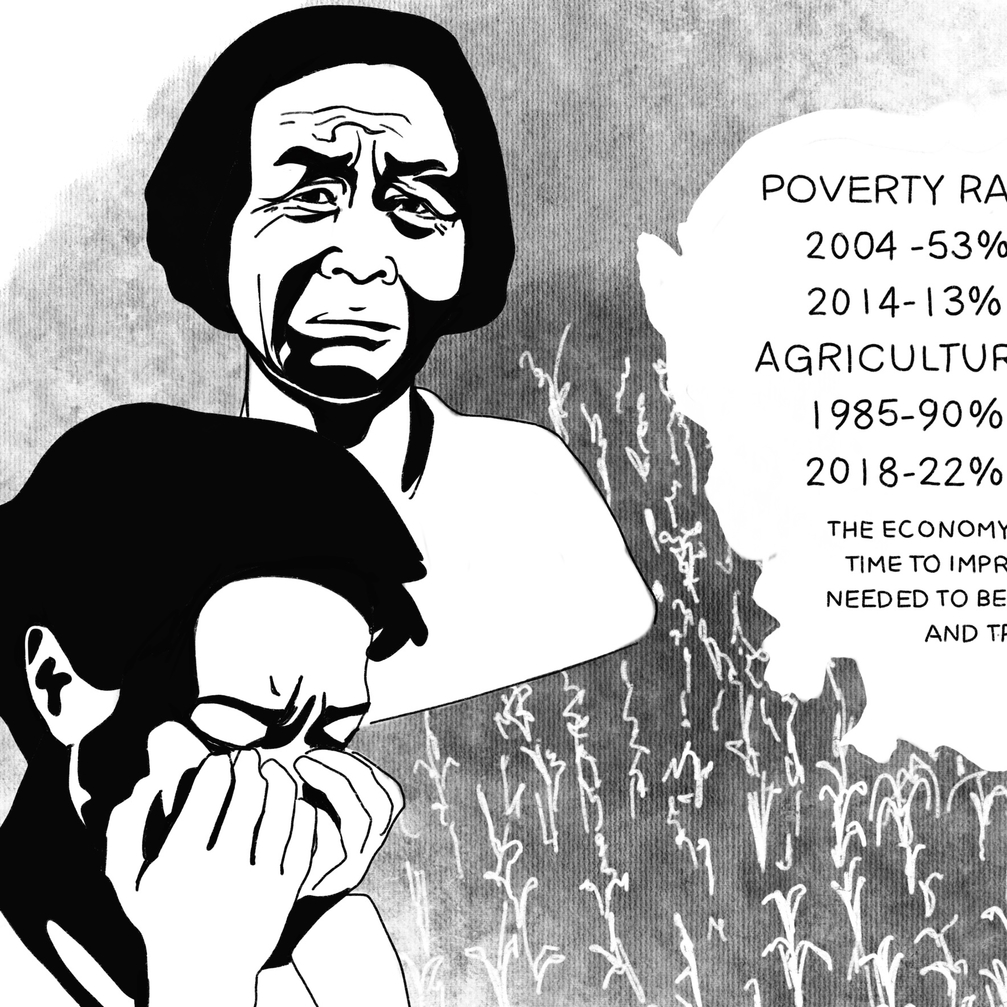 POVERTY RA
2004 -53%
2014-13%
AGRICULTUR
1985-90%
2018-22%
THE ECONOMY
TIME TO IMPR
NEEDED TO BE
AND TR